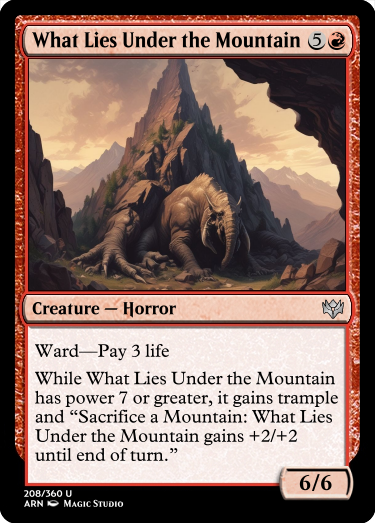 What Lies Under the Mountain 5
Creature — Horror
Ward—Pay 3 life
While What Lies Under the Mountain
has power 7 or greater, it gains trample
and “Sacrifice a Mountain: What Lies
Under the Mountain gains +2/+2
until end of turn.”
6/6
208/360 U
ARN Magic Studio